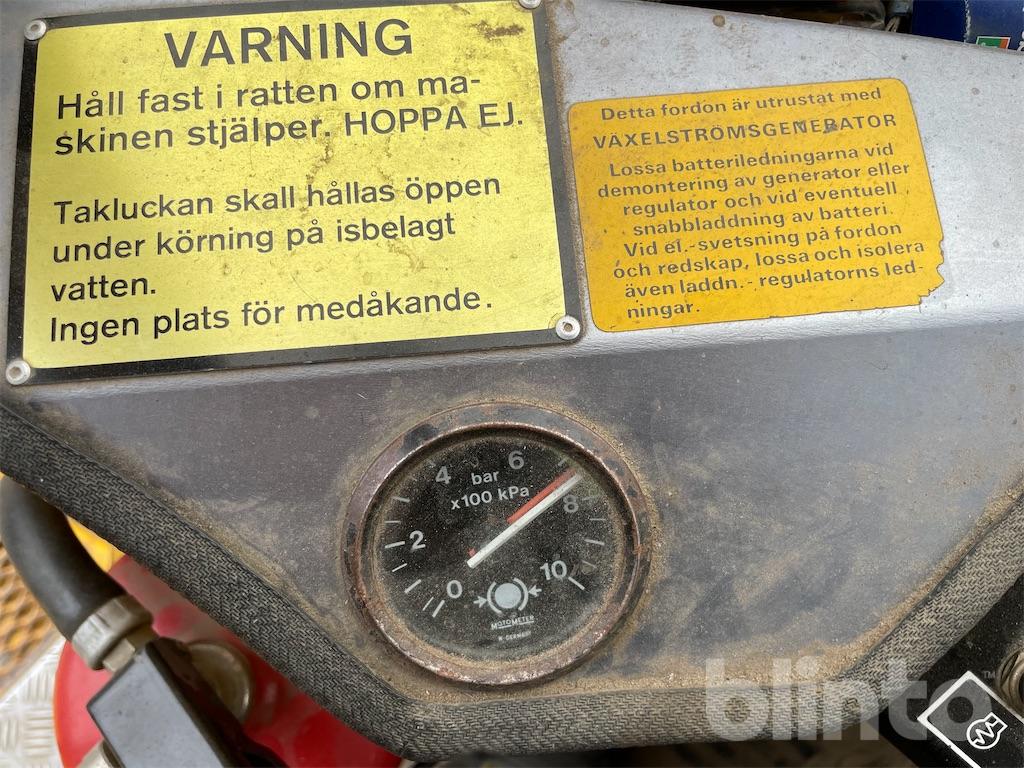 VARNING
Håll fast i ratten om ma-
skinen stjälper. HOPPA EJ.
Takluckan skall hållas öppen
under körning på isbelagt
vatten.
Ingen plats för medåkande.
Detta fordon är utrustat med
VÄXELSTRÖMSGENERATOR
Lossa batteriledningarna vid
demontering av generator eller
regulator och vid eventuell
snabbladdning av batteri.
Vid el.-svetsning på fordon
och redskap, lossa och isolera
även laddn.-regulatorns led-
ningar.
4 6
bar
x100 kPa
8
2
0 10
MOTOMETER
W. GERMANY
blinto™